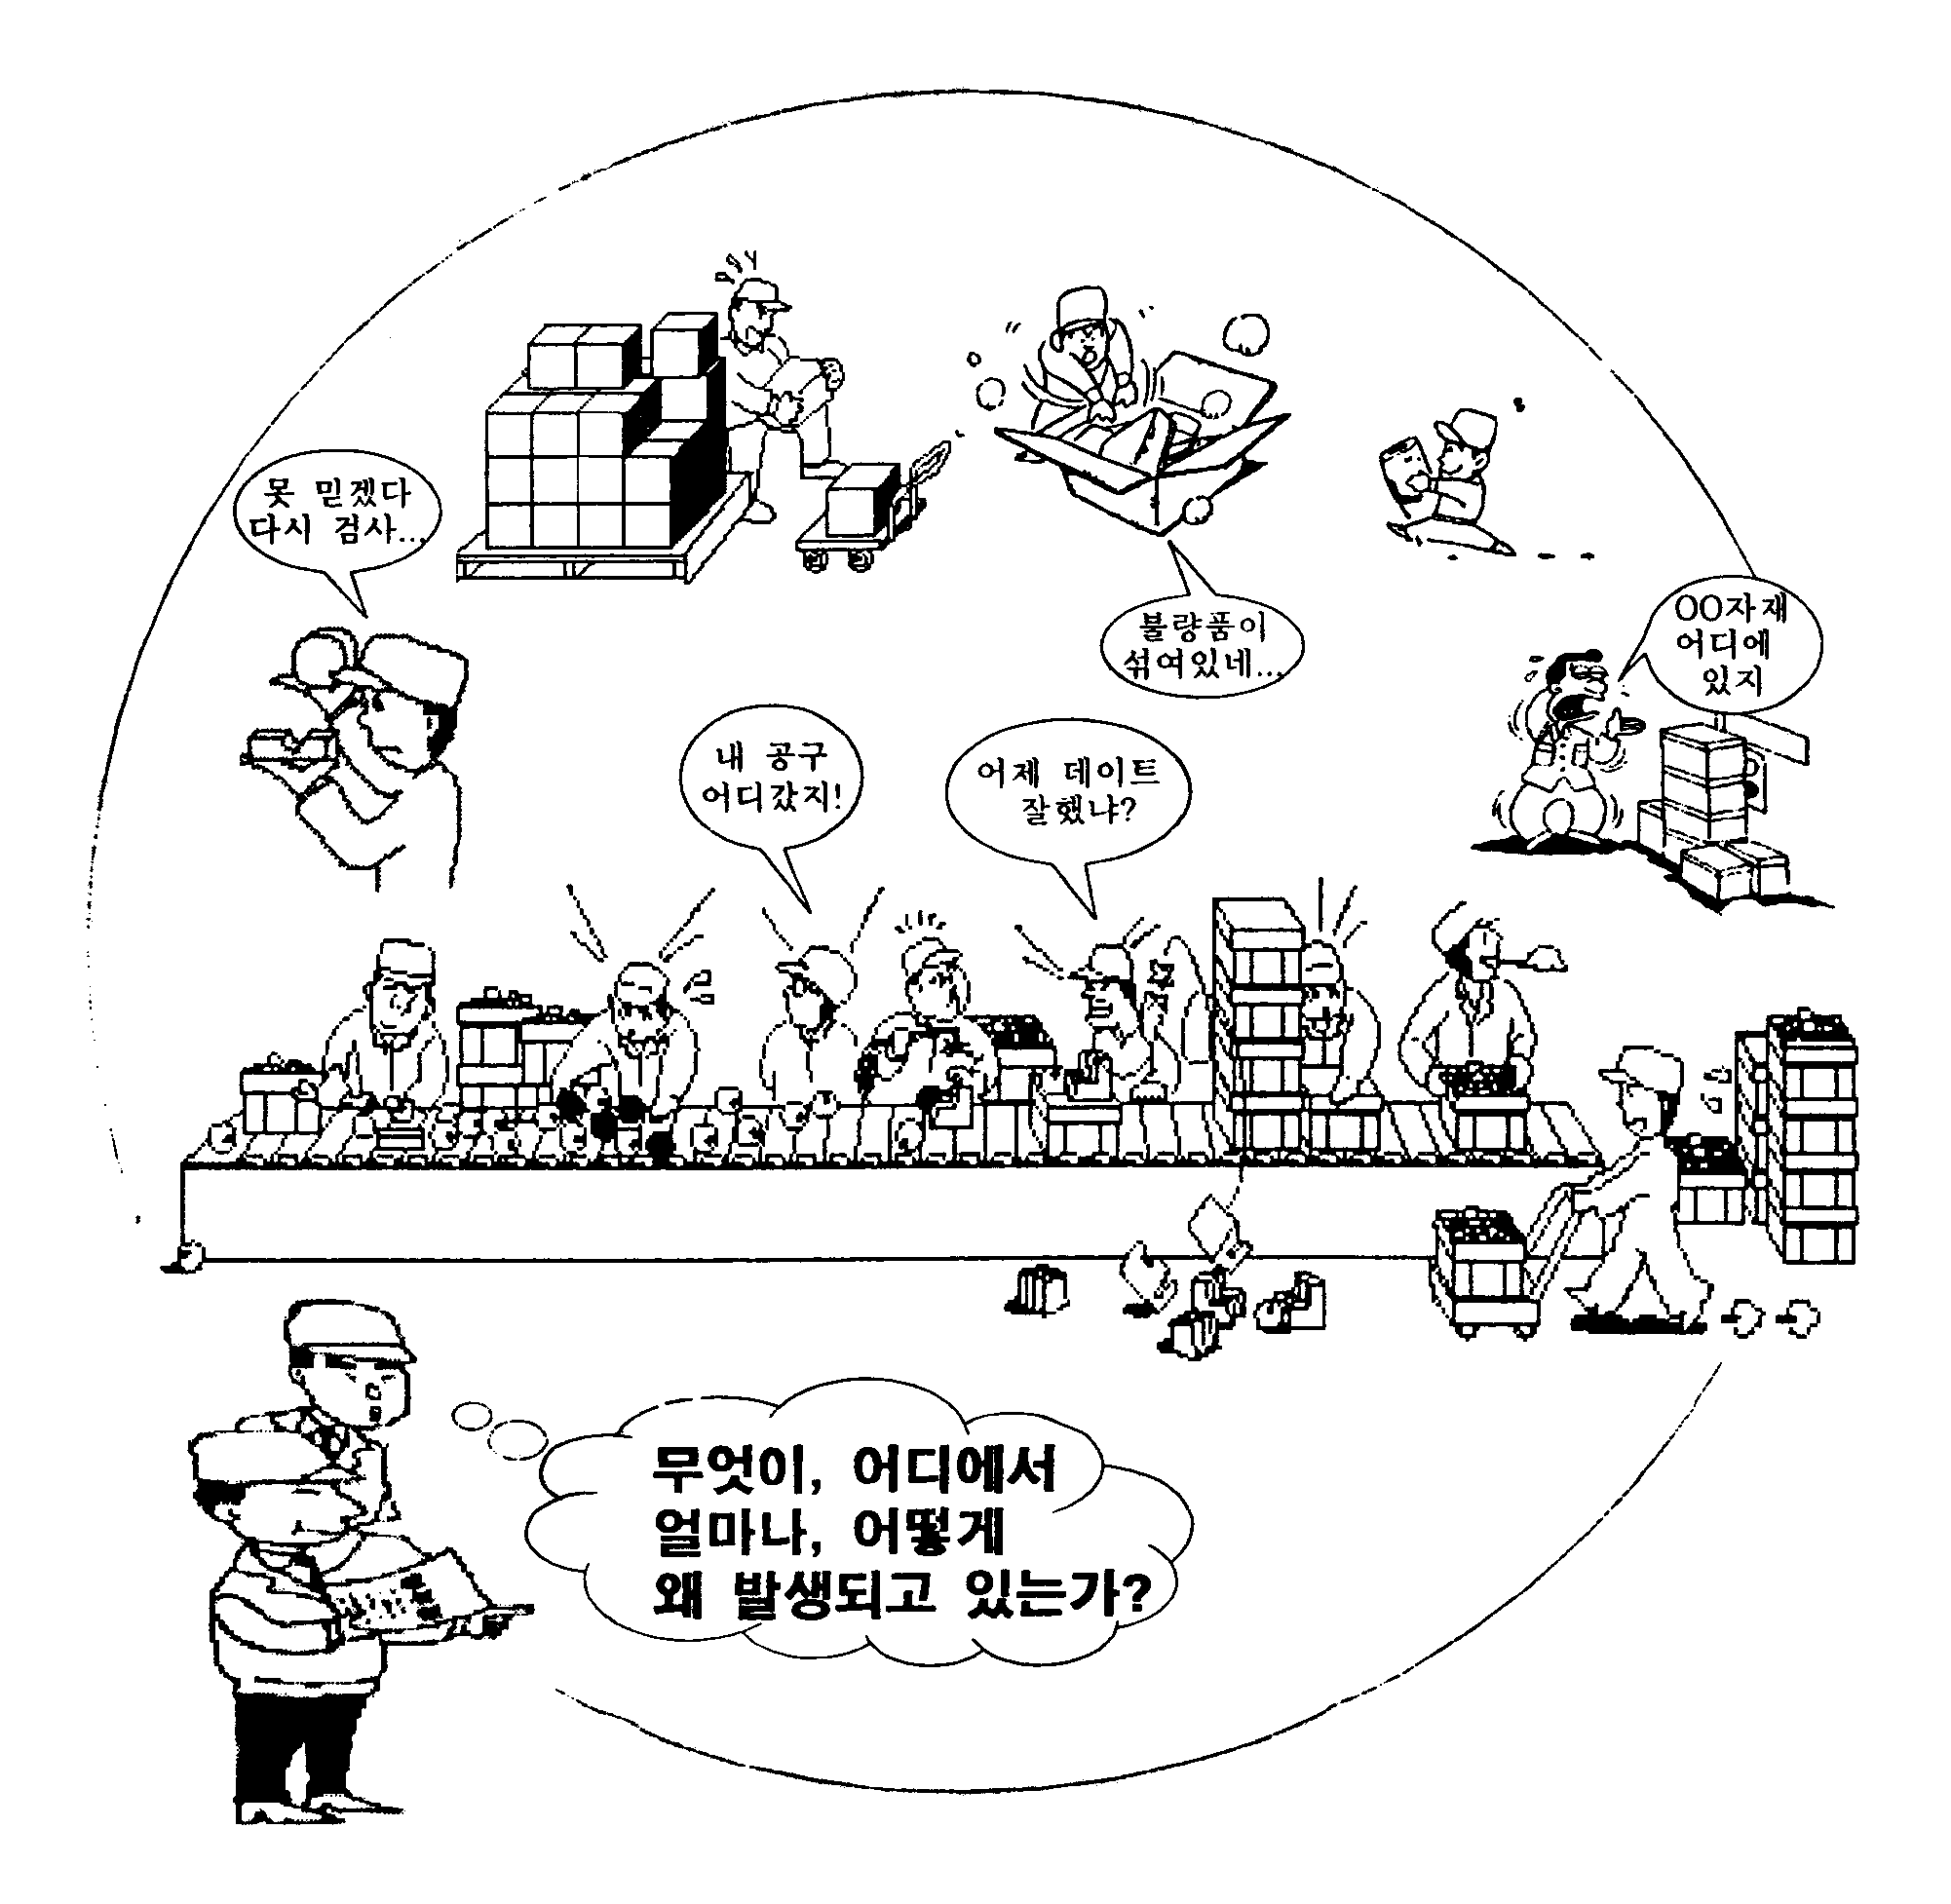 못 믿겠다
다시 검사...
불량품이
섞여있네...
OO자재
어디에
있지
내 공구
어디갔지!
어제 데이트
잘했냐?
무엇이, 어디에서
얼마나, 어떻게
왜 발생되고 있는가?